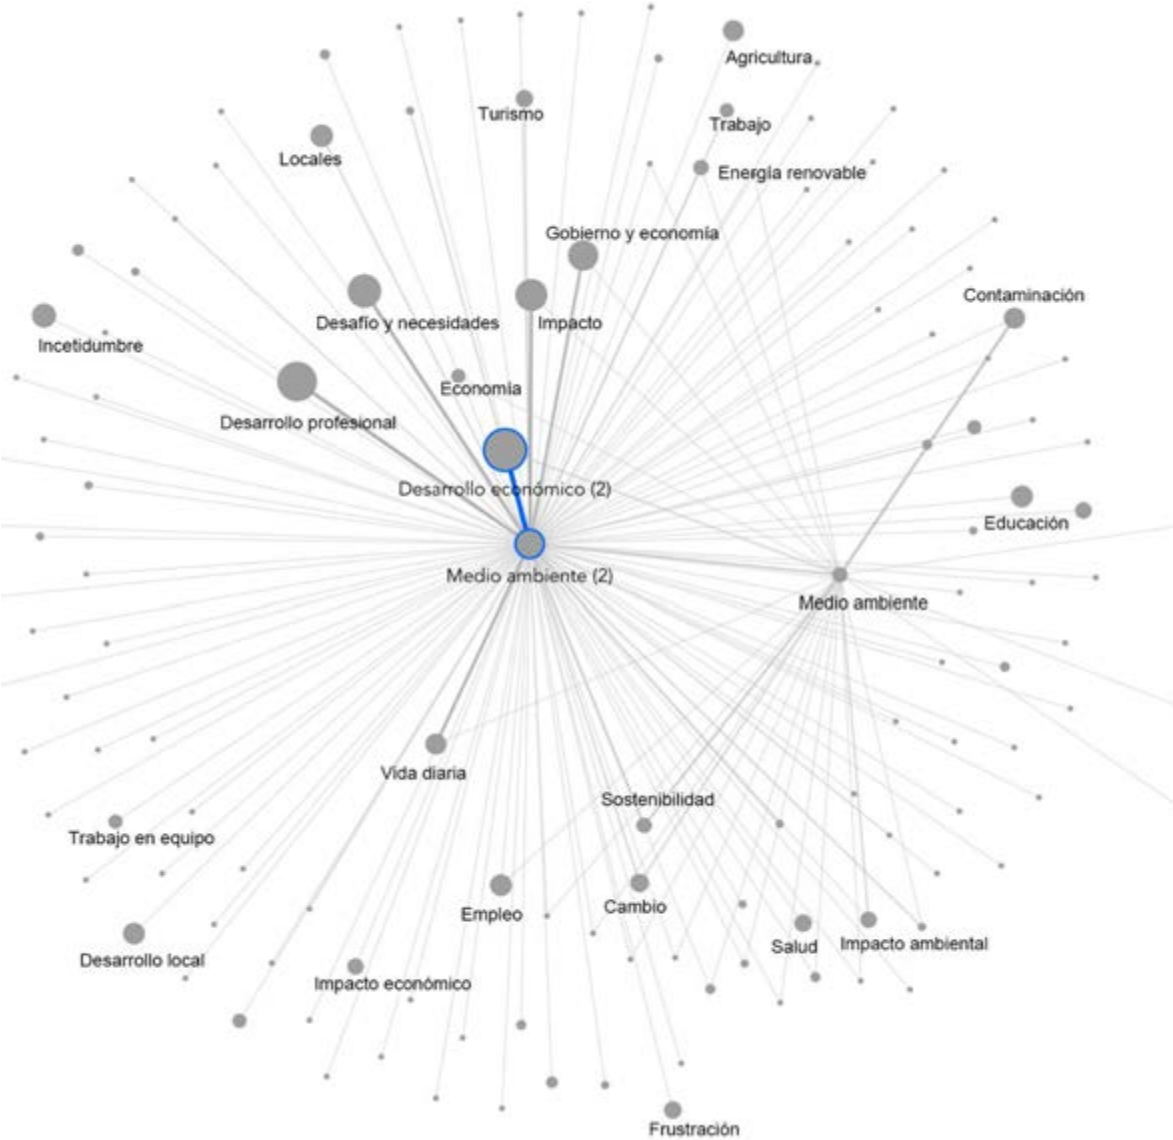 Agricultura
Turismo
Trabajo
Locales
Energía renovable
Gobierno y economía
Contaminación
Desafío y necesidades
Impacto
Incetidumbre
Economía
Desarrollo profesional
Desarrollo económico (2)
Educación
Medio ambiente (2)
Medio ambiente
Vida diaria
Sostenibilidad
Trabajo en equipo
Empleo
Cambio
Salud
Impacto ambiental
Desarrollo local
Impacto económico
Frustración